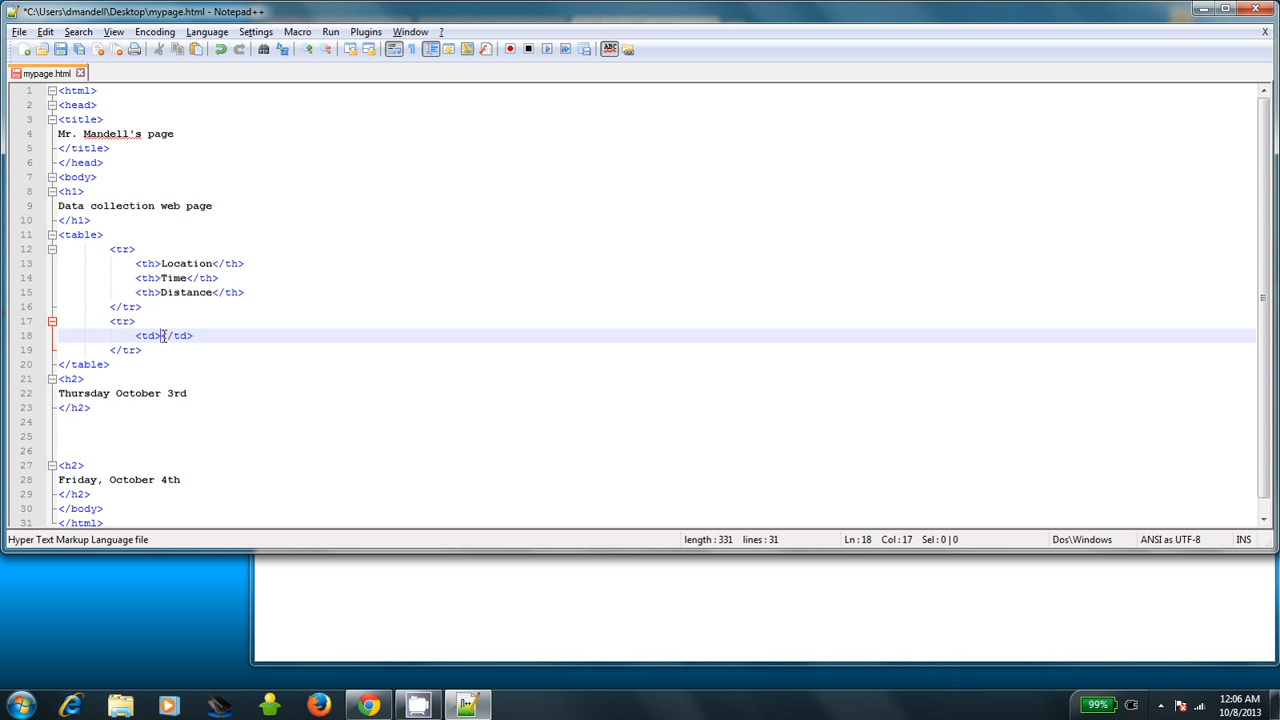 *C:\Users\dmandell\Desktop\mypage.html - Notepad++
File Edit Search View Encoding Language Settings Macro Run Plugins Window ? X
mypage.html
1 <html>
2 <head>
3 <title>
4 Mr. Mandell's page
5 </title>
6 </head>
7 <body>
8 <h1>
9 Data collection web page
10 </h1>
11 <table>
12 <tr>
13 <th>Location</th>
14 <th>Time</th>
15 <th>Distance</th>
16 </tr>
17 <tr>
18 <td></td>
19 </tr>
20 </table>
21 <h2>
22 Thursday October 3rd
23 </h2>
24
25
26
27 <h2>
28 Friday, October 4th
29 </h2>
30 </body>
31 </html>
Hyper Text Markup Language file length : 331 lines : 31 Ln : 18 Col : 17 Sel : 0 | 0 Dos\Windows ANSI as UTF-8 INS
99% 12:06 AM
10/8/2013